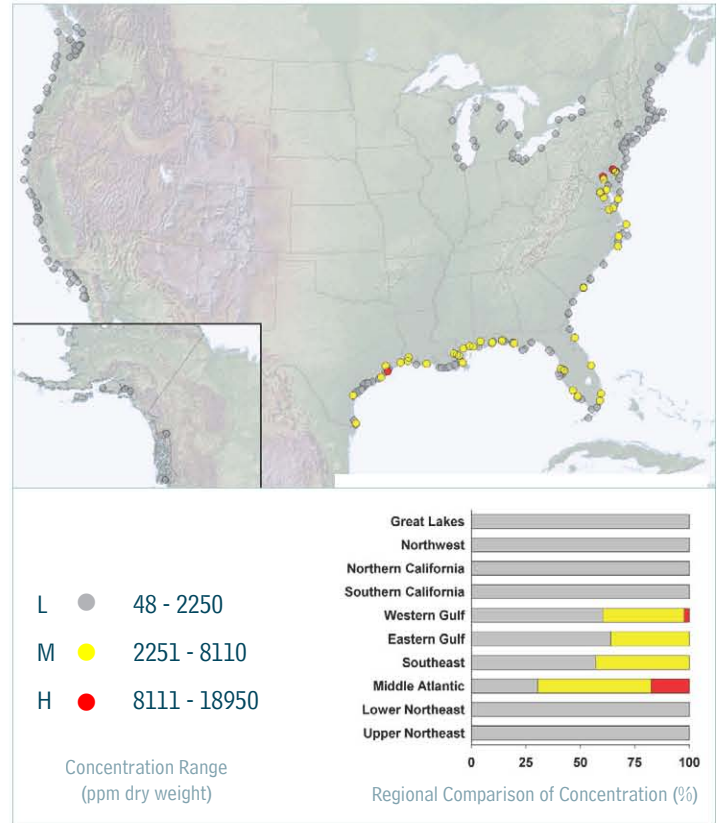 L 48 - 2250
M 2251 - 8110
H 8111 - 18950
Concentration Range
(ppm dry weight)
Great Lakes
Northwest
Northern California
Southern California
Western Gulf
Eastern Gulf
Southeast
Middle Atlantic
Lower Northeast
Upper Northeast
0 25 50 75 100
Regional Comparison of Concentration (%)